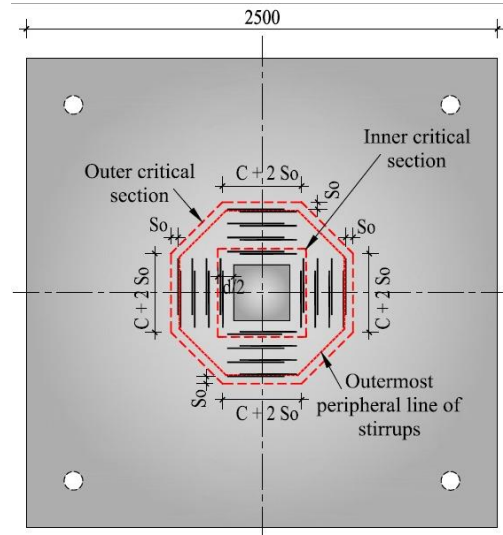 2500
Inner critical
section
C + 2 So
Outer critical
section
So
So
So
C + 2 So
d/2
C + 2 So
So
C + 2 So
Outermost
peripheral line of
stirrups